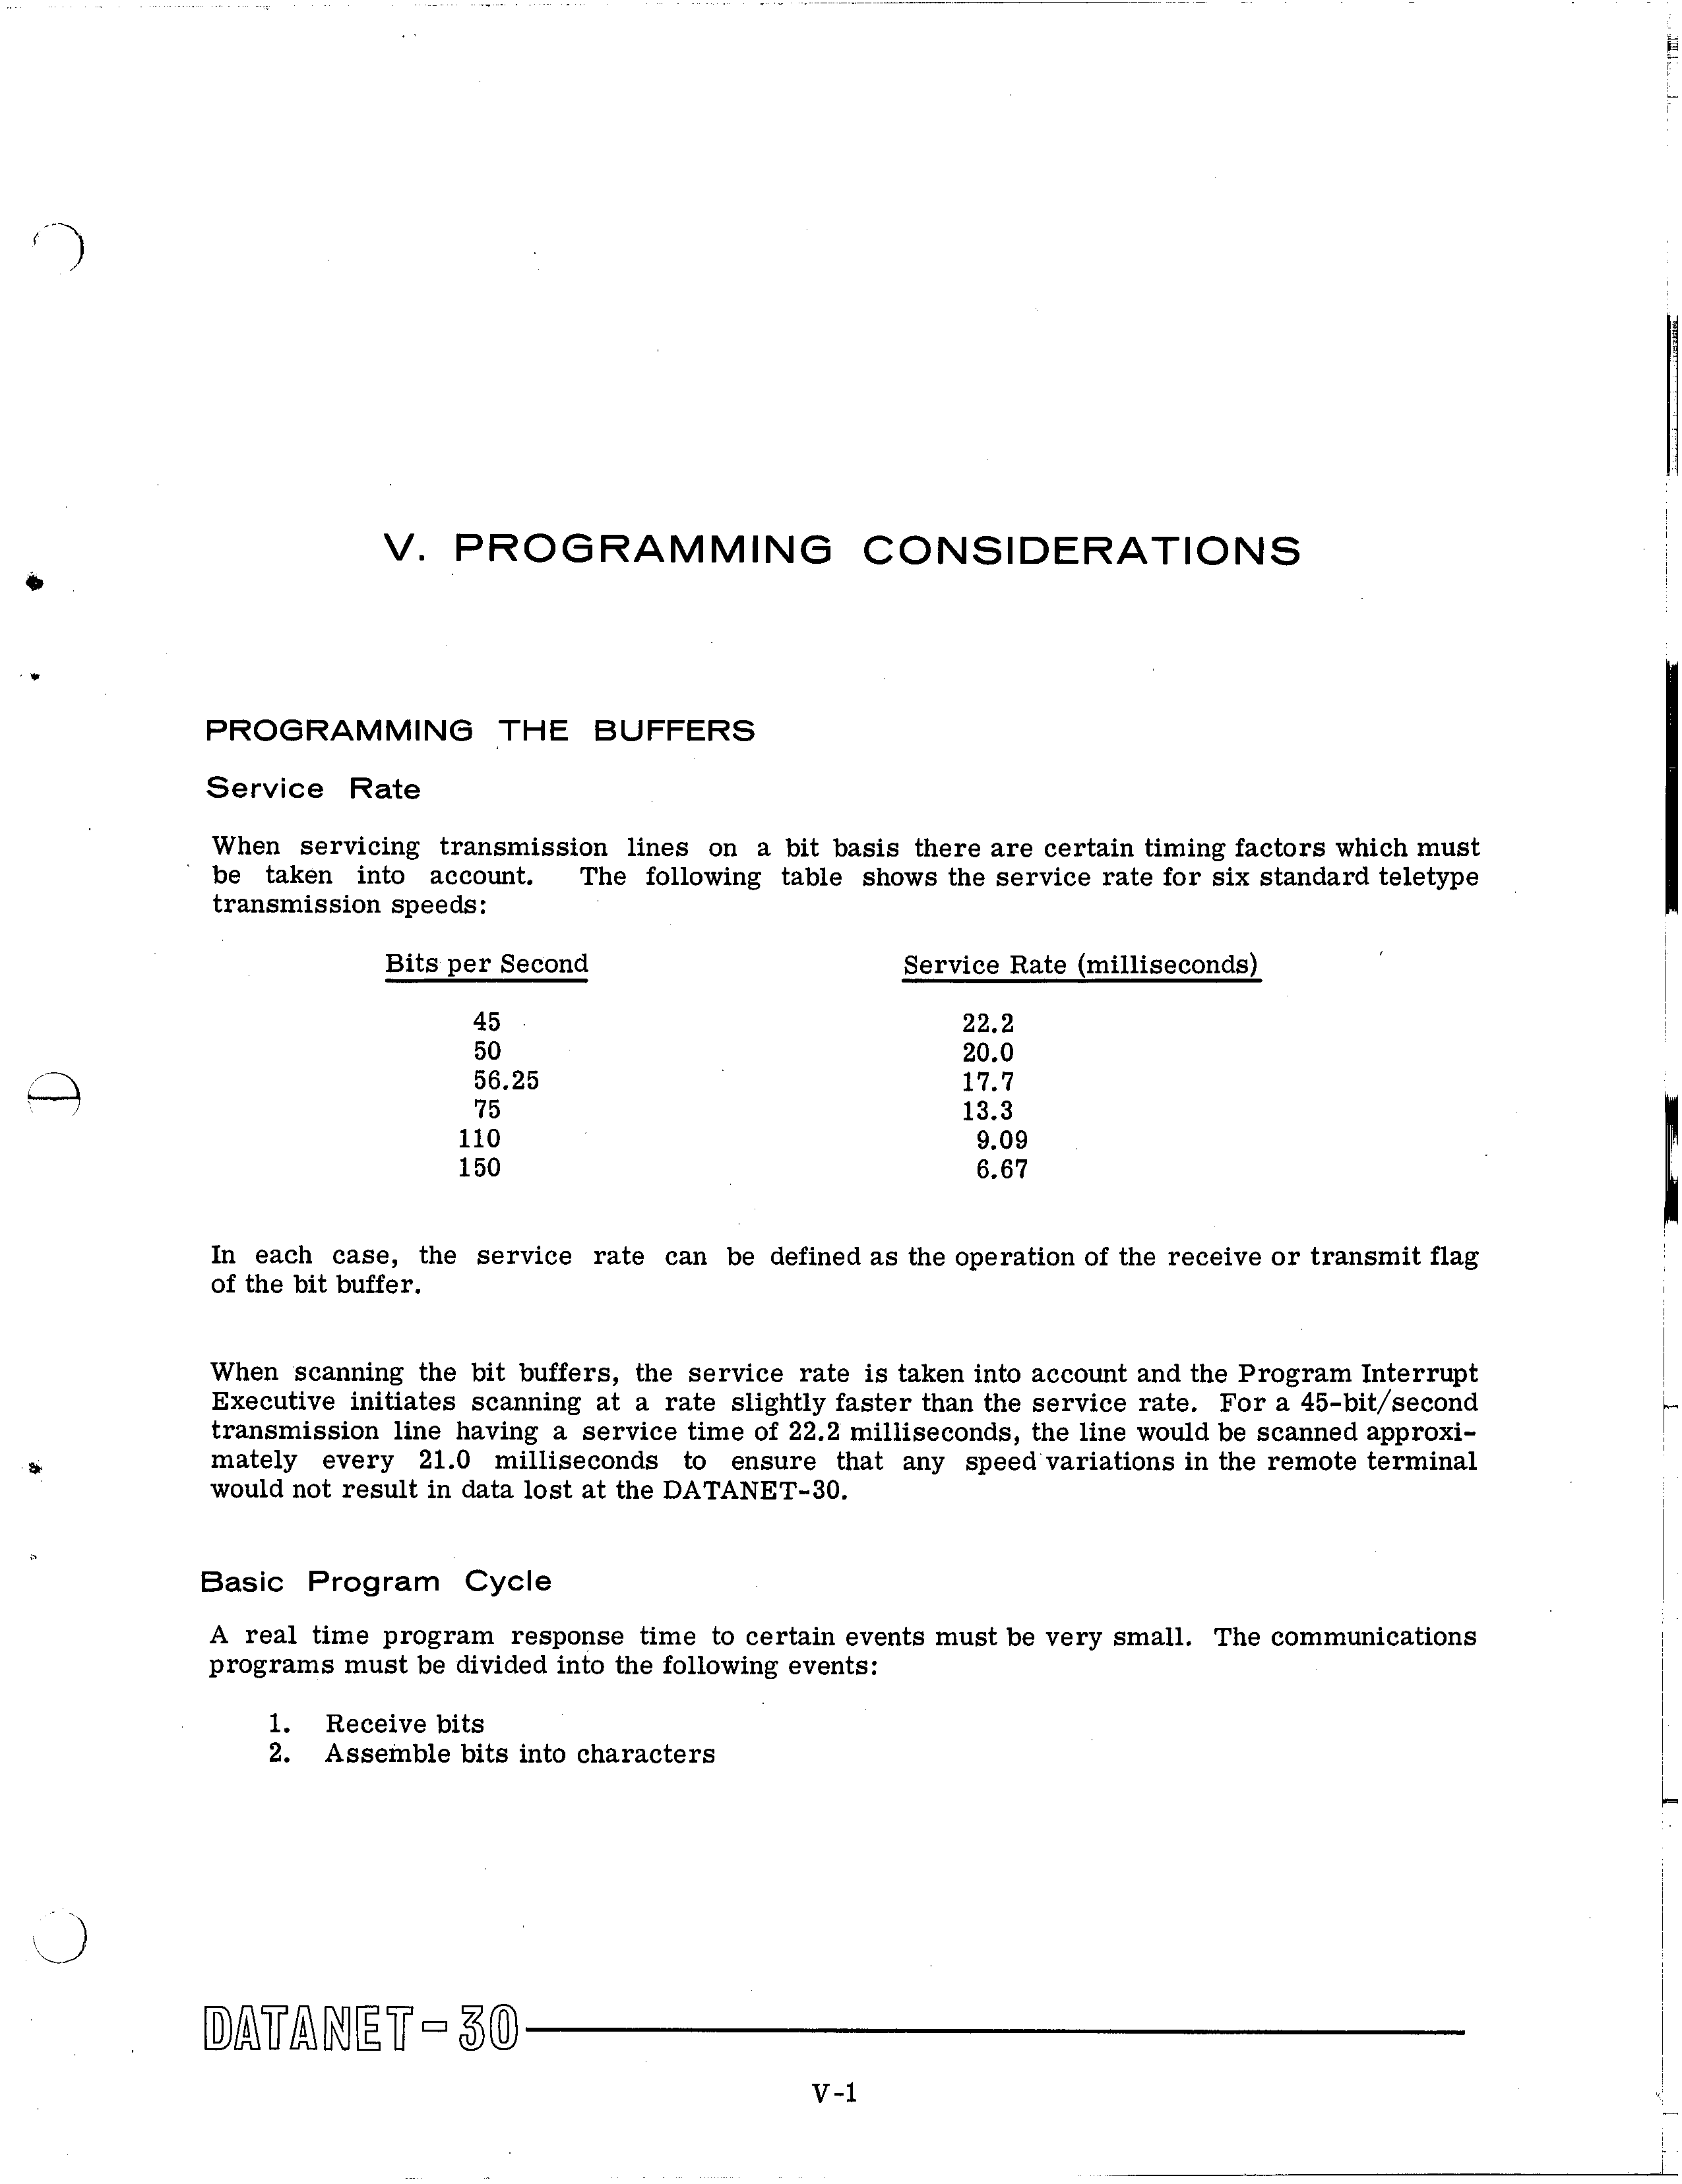 V. PROGRAMMING CONSIDERATIONS
PROGRAMMING THE BUFFERS
Service Rate
When servicing transmission lines on a bit basis there are certain timing factors which must
be taken into account. The following table shows the service rate for six standard teletype
transmission speeds:
Bits per Second Service Rate (milliseconds)
45 22.2
50 20.0
56.25 17.7
75 13.3
110 9.09
150 6.67
In each case, the service rate can be defined as the operation of the receive or transmit flag
of the bit buffer.
When scanning the bit buffers, the service rate is taken into account and the Program Interrupt
Executive initiates scanning at a rate slightly faster than the service rate. For a 45-bit/second
transmission line having a service time of 22.2 milliseconds, the line would be scanned approxi-
mately every 21.0 milliseconds to ensure that any speed variations in the remote terminal
would not result in data lost at the DATANET-30.
Basic Program Cycle
A real time program response time to certain events must be very small. The communications
programs must be divided into the following events:
1. Receive bits
2. Assemble bits into characters
DATANET-30
V-1